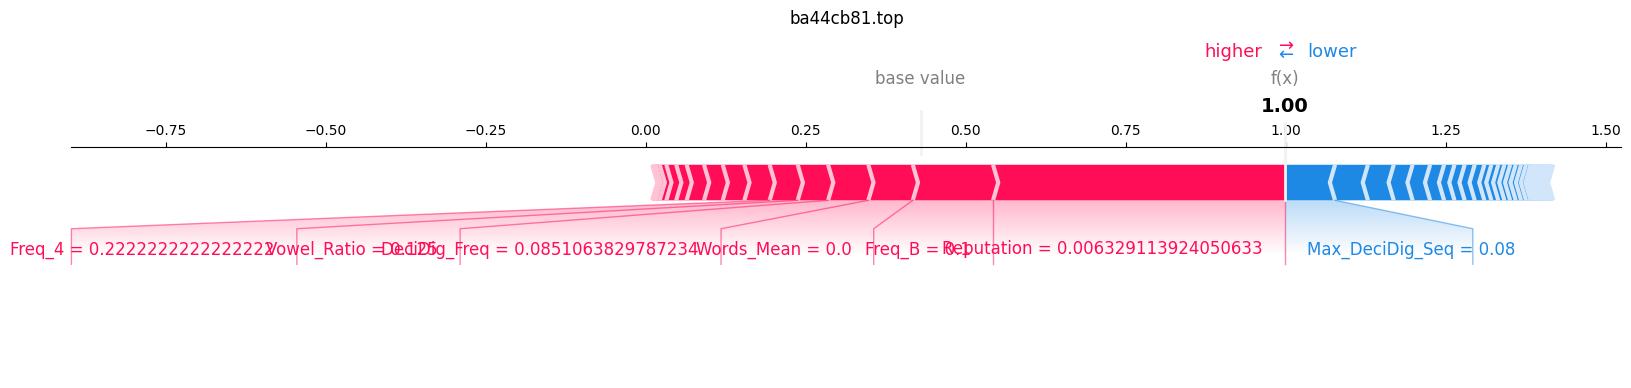 ba44cb81.top
higher ⇄ lower
base value f(x)
1.00
−0.75 −0.50 −0.25 0.00 0.25 0.50 0.75 1.00 1.25 1.50
Freq_4 = 0.2222222222222222 Vowel_Ratio = 0.125 DeciDig_Freq = 0.0851063829787234 Words_Mean = 0.0 Freq_B = 0.1 Reputation = 0.006329113924050633 Max_DeciDig_Seq = 0.08